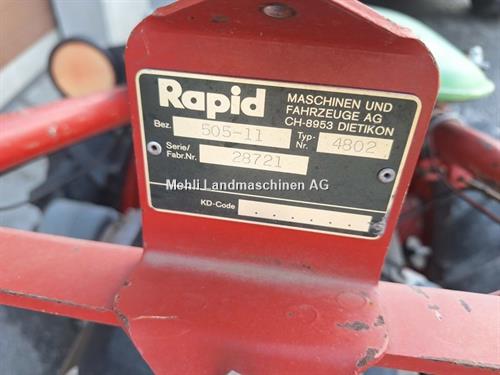 Rapid
MASCHINEN UND
FAHRZEUGE AG
CH-8953 DIETIKON
Bez. 505-11 Typ-Nr. 4802
Serie/Fabr.Nr. 28721
Mehli Landmaschinen AG
KD-Code